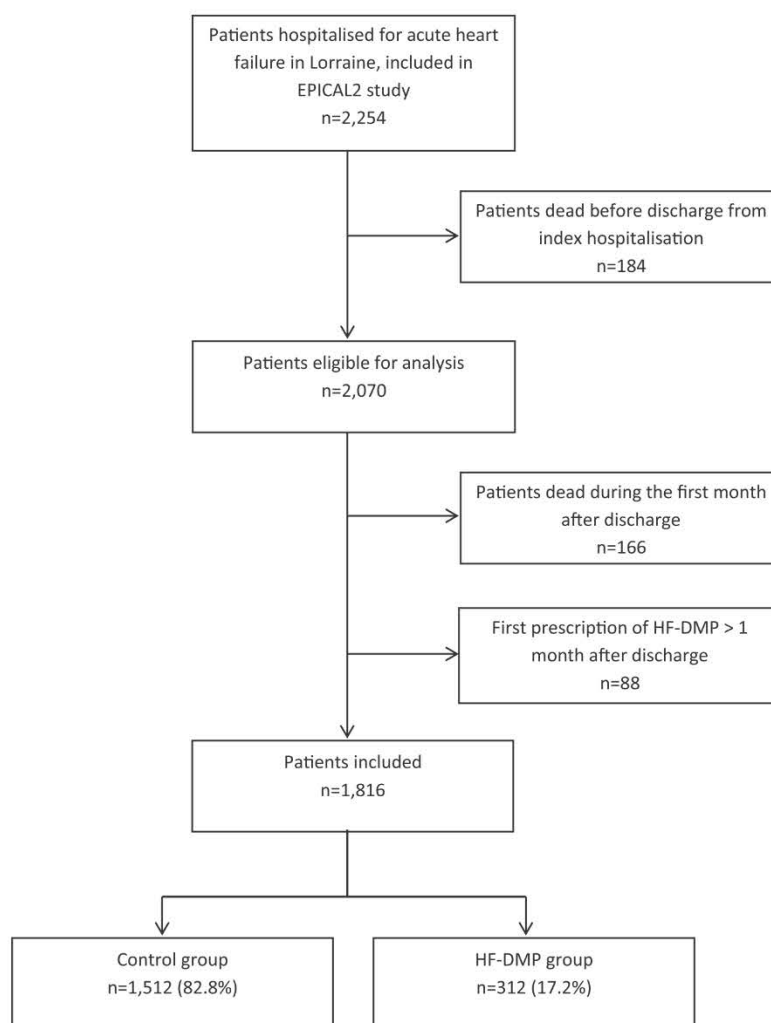 Patients hospitalised for acute heart
failure in Lorraine, included in
EPICAL2 study
n=2,254
Patients dead before discharge from
index hospitalisation
n=184
Patients eligible for analysis
n=2,070
Patients dead during the first month
after discharge
n=166
First prescription of HF-DMP > 1
month after discharge
n=88
Patients included
n=1,816
Control group
n=1,512 (82.8%)
HF-DMP group
n=312 (17.2%)